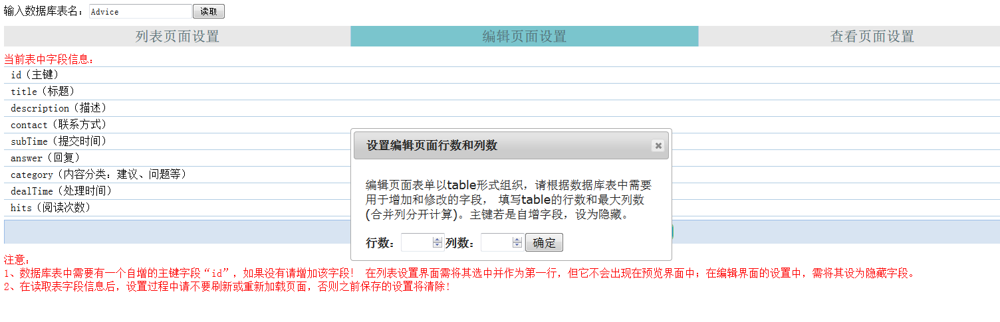 输入数据库表名: Advice 读取
列表页面设置 编辑页面设置 查看页面设置
当前表中字段信息:
id（主键）
title（标题）
description（描述）
contact（联系方式）
subTime（提交时间）
answer（回复）
category（内容分类: 建议、问题等）
dealTime（处理时间）
hits（阅读次数）
设置编辑页面行数和列数
编辑页面表单以table形式组织，请根据数据库表中需要
用于增加和修改的字段， 填写table的行数和最大列数
(合并列分开计算)。主键若是自增字段，设为隐藏。
行数: 列数: 确定
注意:
1、数据库表中需要有一个自增的主键字段“id”，如果没有请增加该字段! 在列表设置界面需将其选中并作为第一行，但它不会出现在预览界面中；在编辑界面的设置中，需将其设为隐藏字段。
2、在读取表字段信息后，设置过程中请不要刷新或重新加载页面，否则之前保存的设置将清除!